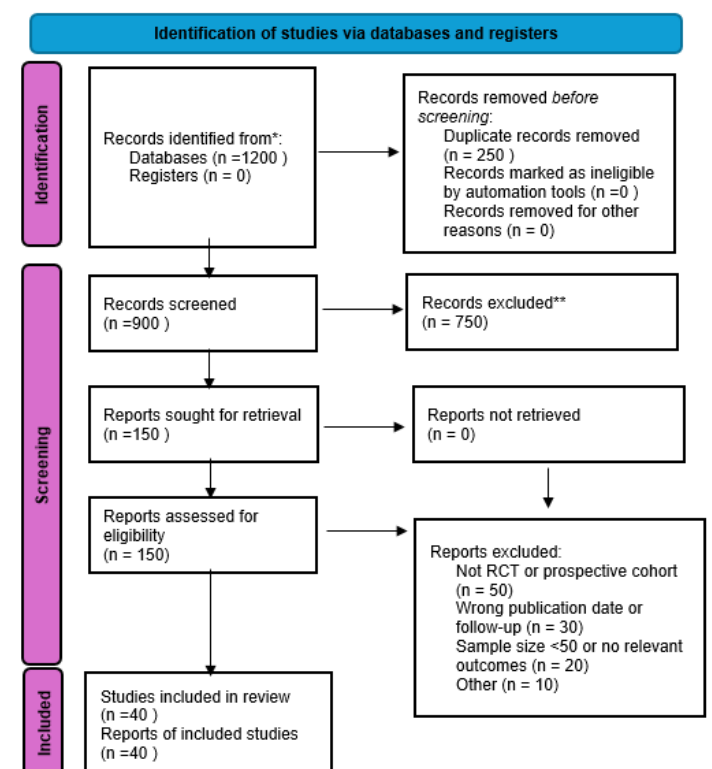 Identification of studies via databases and registers
Identification
Records identified from*:
Databases (n =1200 )
Registers (n = 0)
Records removed before
screening:
Duplicate records removed
(n = 250 )
Records marked as ineligible
by automation tools (n =0 )
Records removed for other
reasons (n = 0)
Screening
Records screened
(n =900 )
Records excluded**
(n = 750)
Reports sought for retrieval
(n =150 )
Reports not retrieved
(n = 0)
Reports assessed for
eligibility
(n = 150)
Reports excluded:
Not RCT or prospective cohort
(n = 50)
Wrong publication date or
follow-up (n = 30)
Sample size <50 or no relevant
outcomes (n = 20)
Other (n = 10)
Included
Studies included in review
(n =40 )
Reports of included studies
(n =40 )